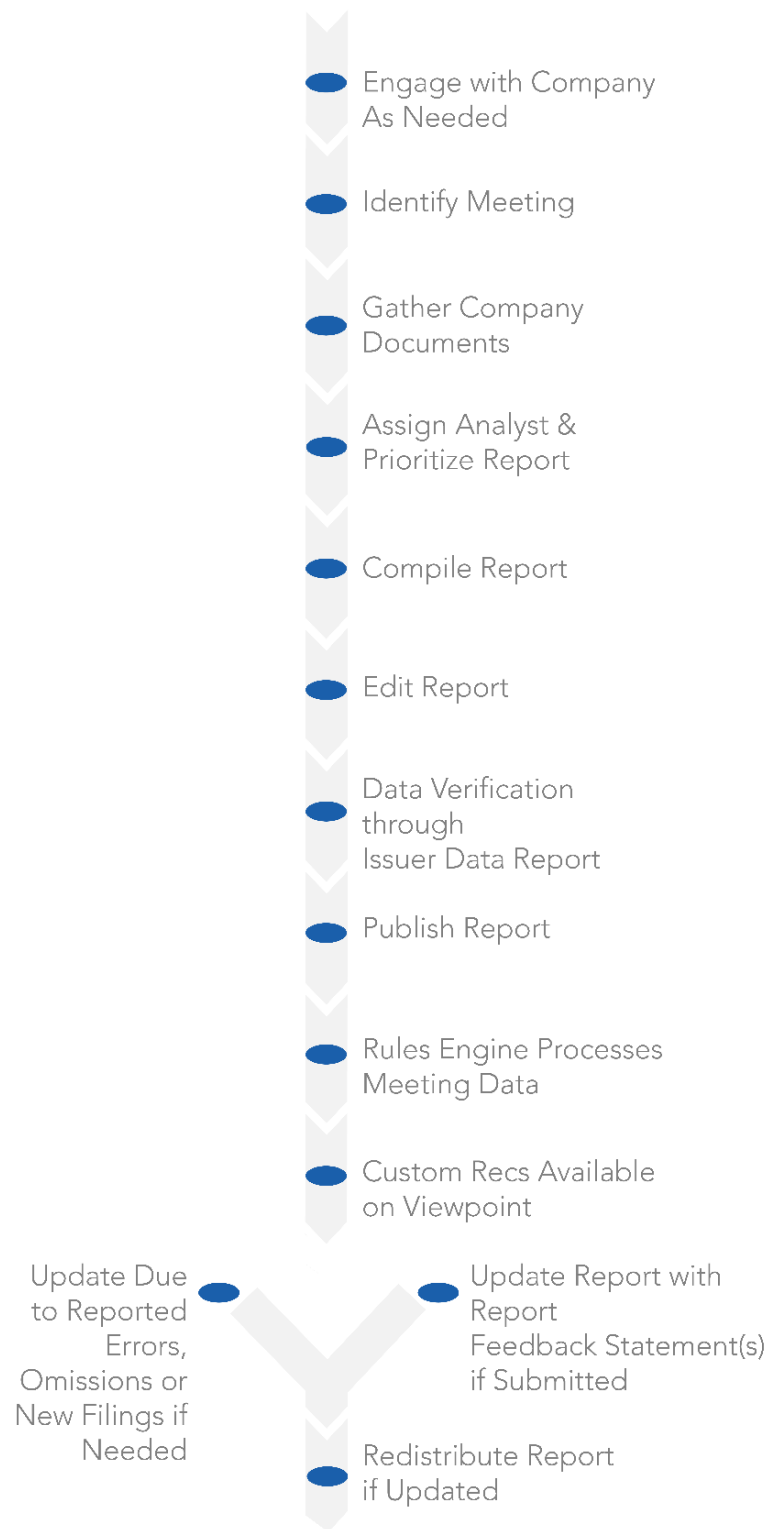 Engage with Company
As Needed
Identify Meeting
Gather Company
Documents
Assign Analyst &
Prioritize Report
Compile Report
Edit Report
Data Verification
through
Issuer Data Report
Publish Report
Rules Engine Processes
Meeting Data
Custom Recs Available
on Viewpoint
Update Due
to Reported
Errors,
Omissions or
New Filings if
Needed
Update Report with
Report
Feedback Statement(s)
if Submitted
Redistribute Report
if Updated